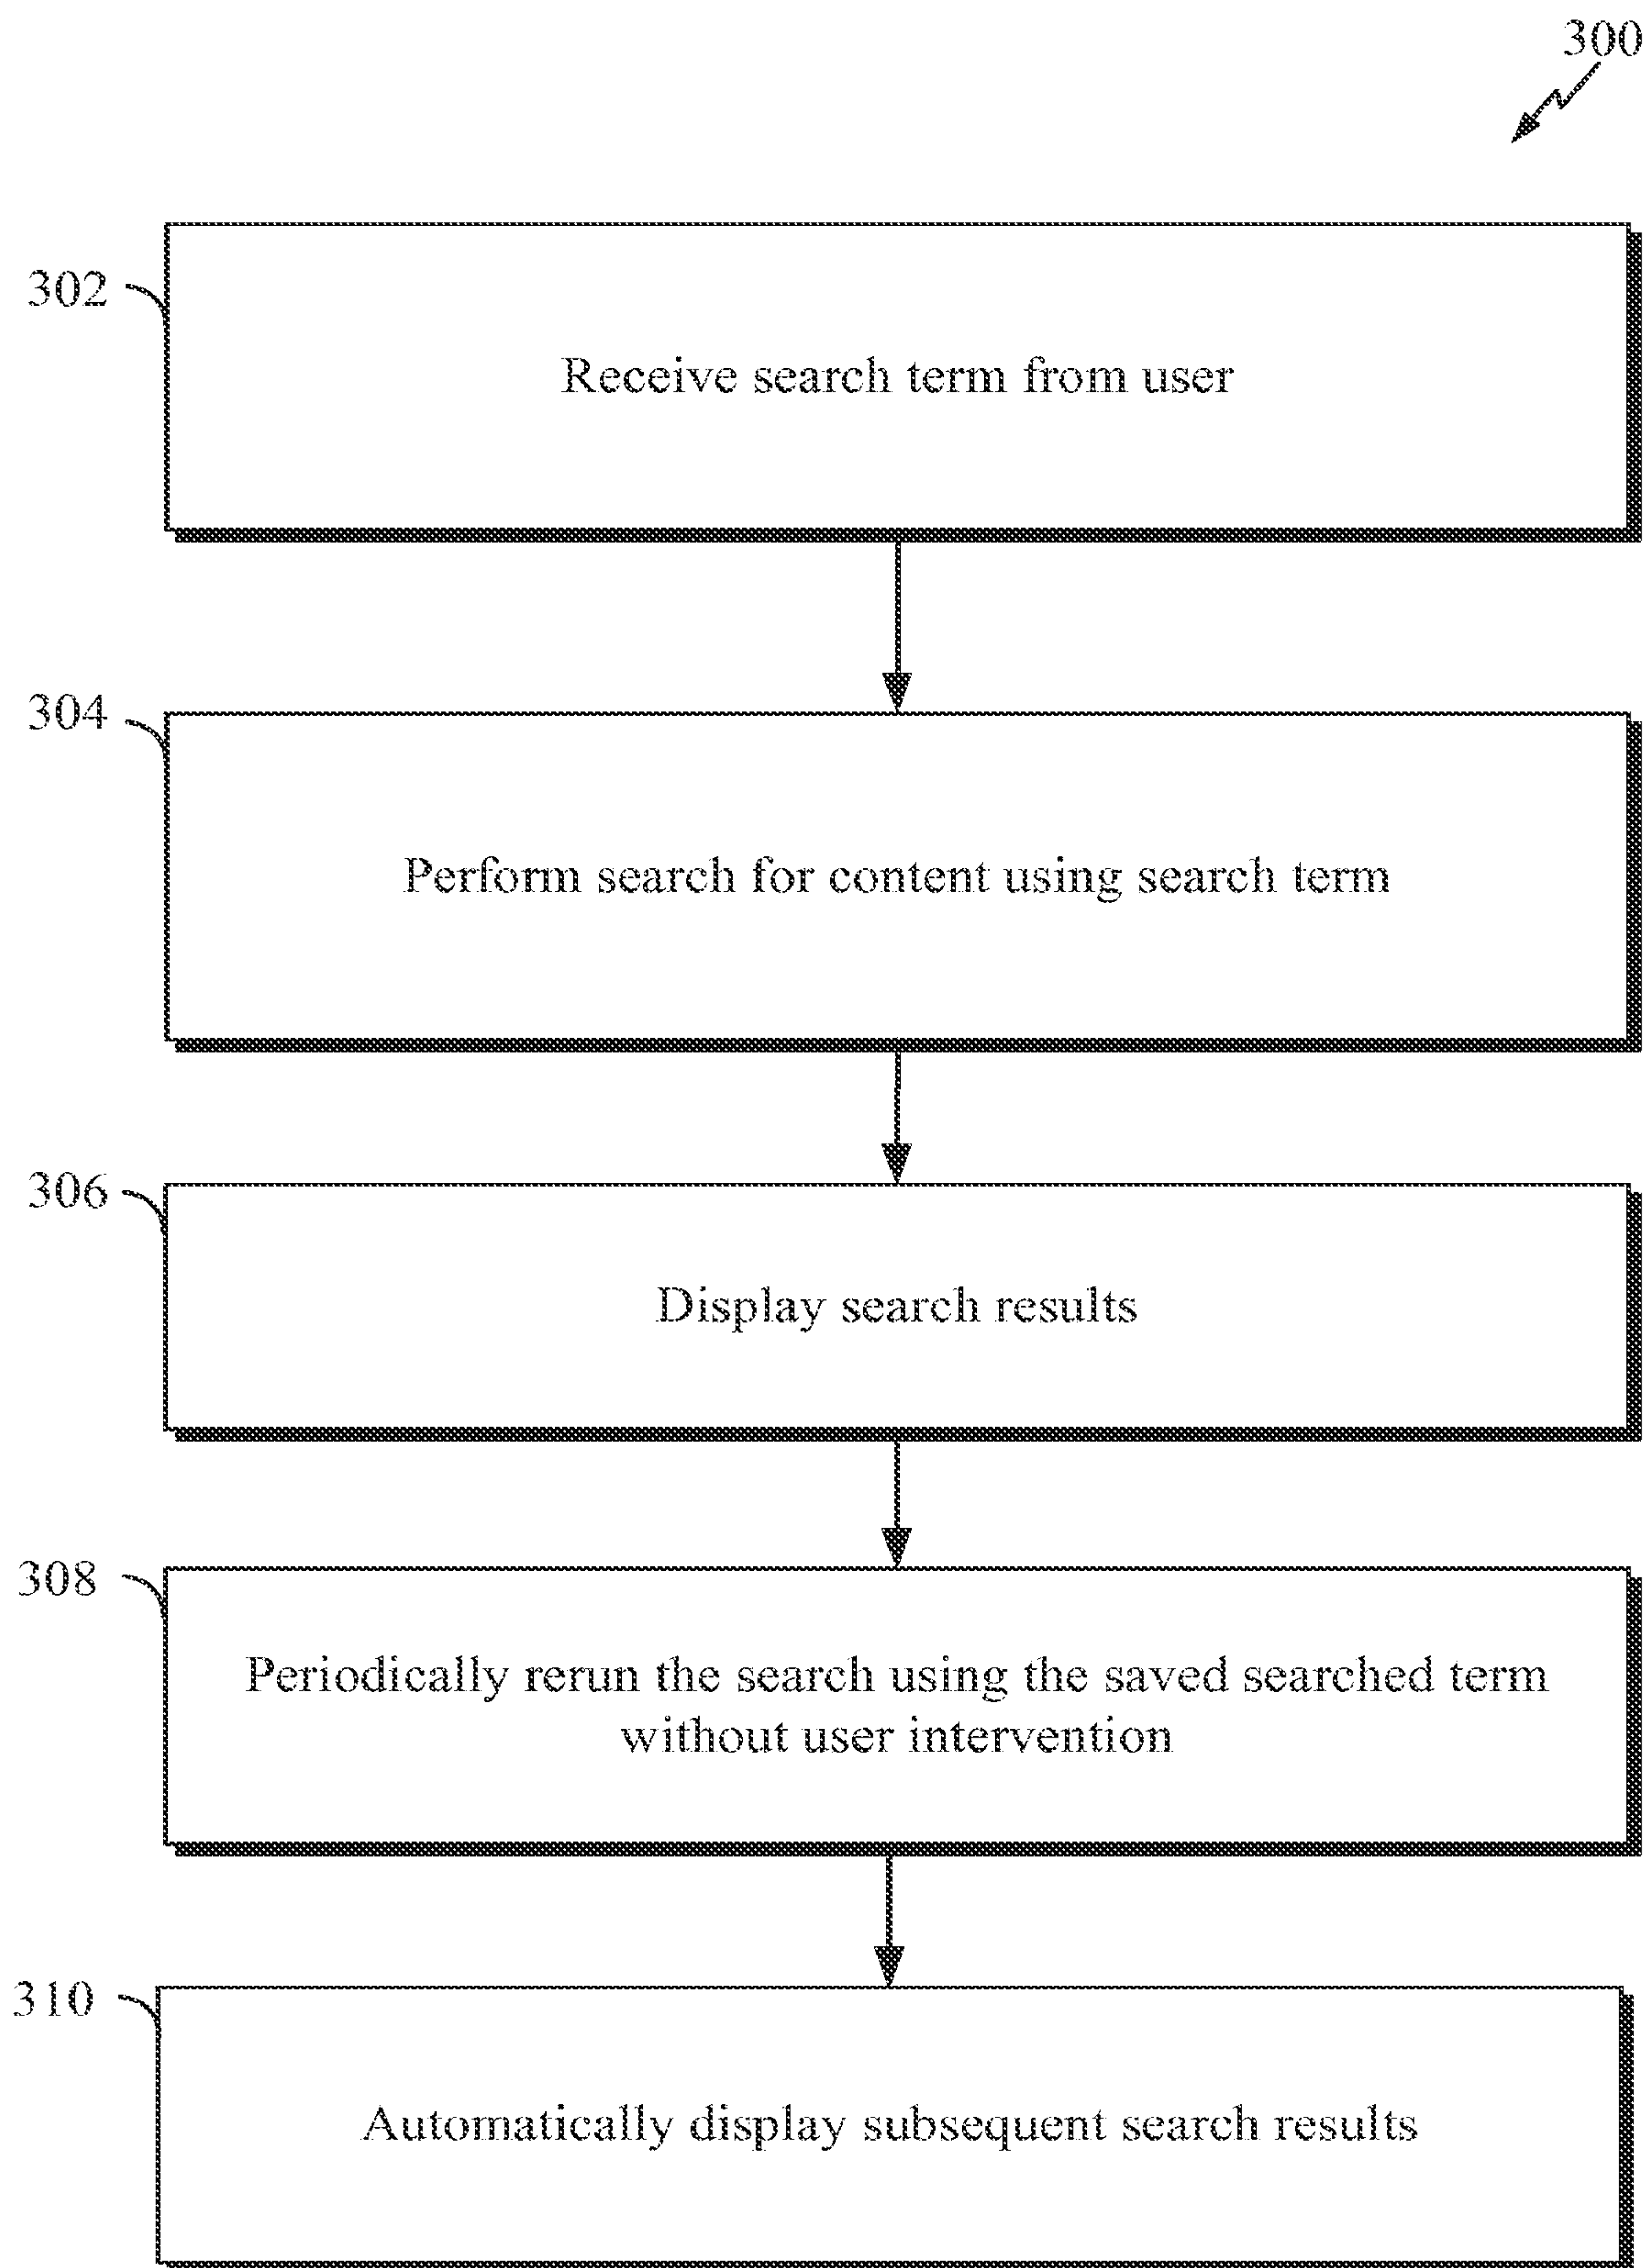 300
302
Receive search term from user
304
Perform search for content using search term
306
Display search results
308
Periodically rerun the search using the saved searched term
without user intervention
310
Automatically display subsequent search results